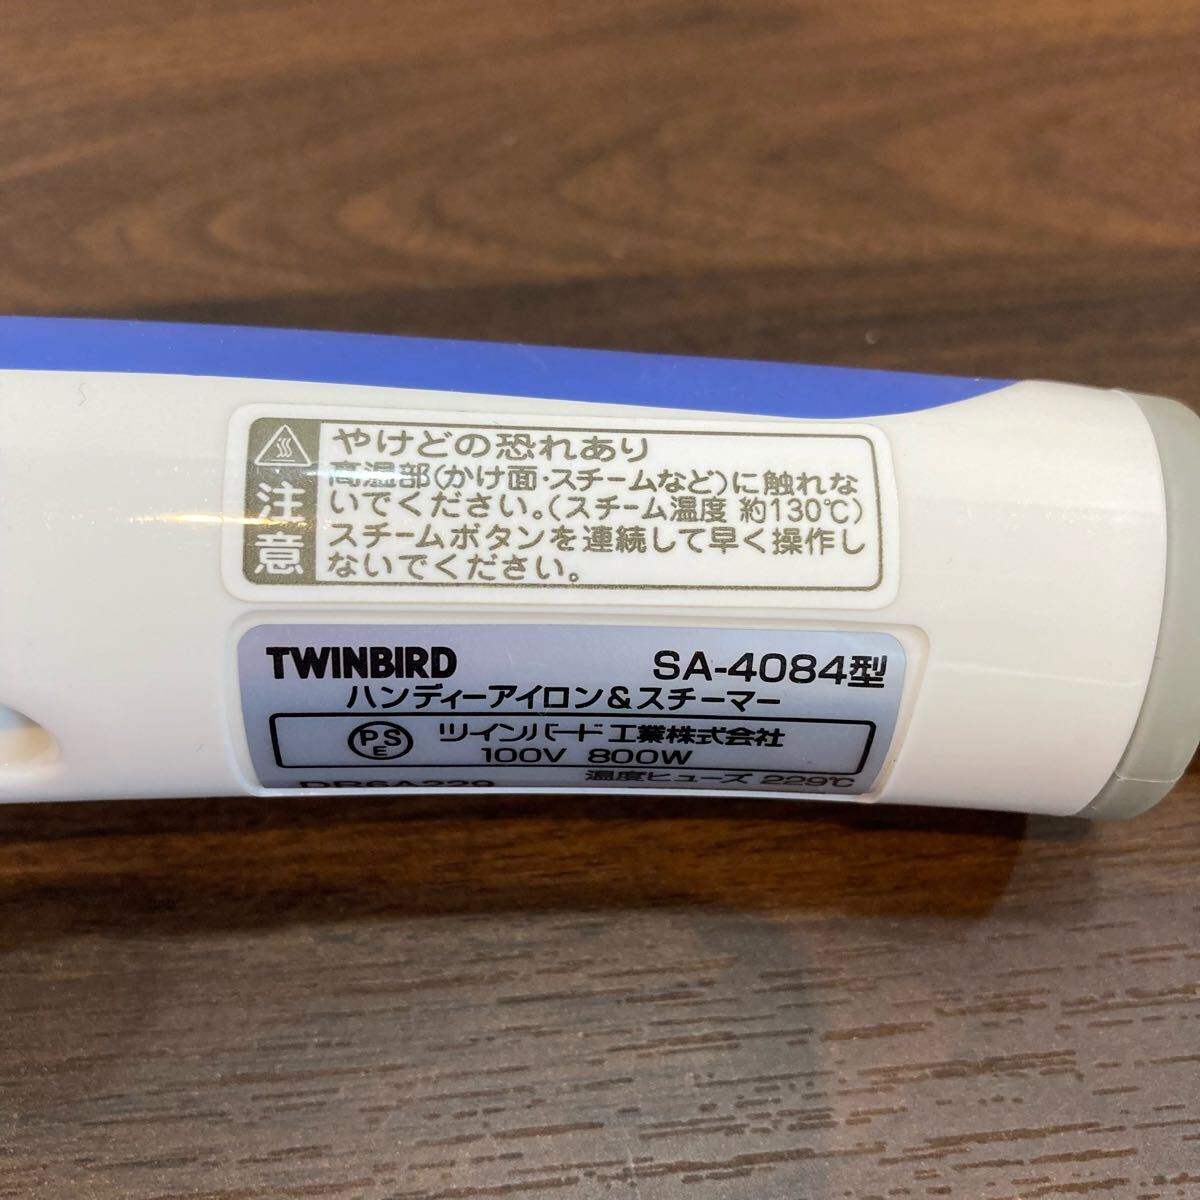 注意
やけどの恐れあり
高温部(かけ面・スチームなど)に触れな
いでください。(スチーム温度 約130℃)
スチームボタンを連続して早く操作し
ないでください。
TWINBIRD SA-4084型
ハンディーアイロン&スチーマー
PSE ツインバード工業株式会社
100V 800W
温度ヒューズ 229℃